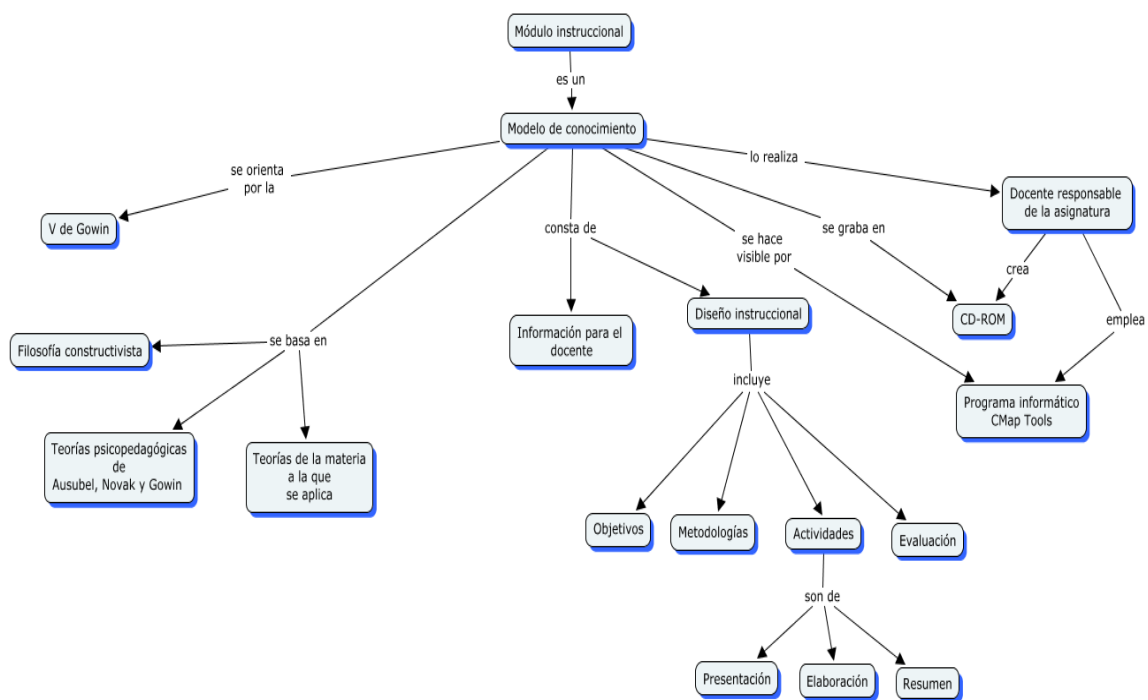 Módulo instruccional
es un
Modelo de conocimiento
lo realiza
se orienta
por la
Docente responsable
de la asignatura
V de Gowin
consta de
se hace
visible por
se graba en
crea
CD-ROM
emplea
Diseño instruccional
Información para el
docente
Filosofía constructivista
se basa en
incluye
Programa informático
CMap Tools
Teorías psicopedagógicas
de
Ausubel, Novak y Gowin
Teorías de la materia
a la que
se aplica
Objetivos
Metodologías
Actividades
Evaluación
son de
Presentación
Elaboración
Resumen